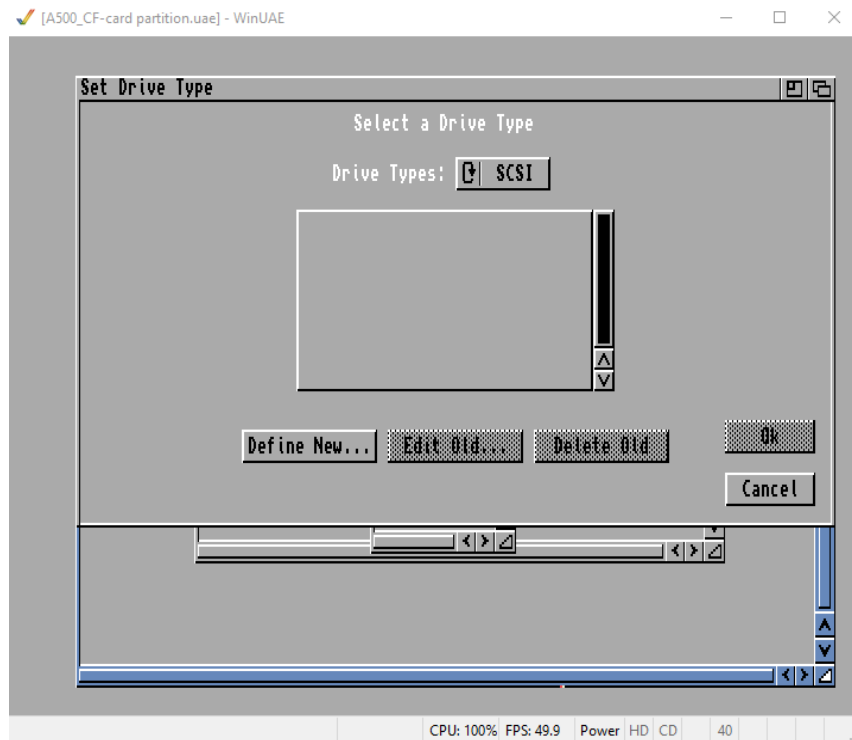 [A500_CF-card partition.uae] - WinUAE
Set Drive Type
Select a Drive Type
Drive Types: SCSI
Define New... Edit Old... Delete Old Ok
Cancel
CPU: 100% FPS: 49.9 Power HD CD 40